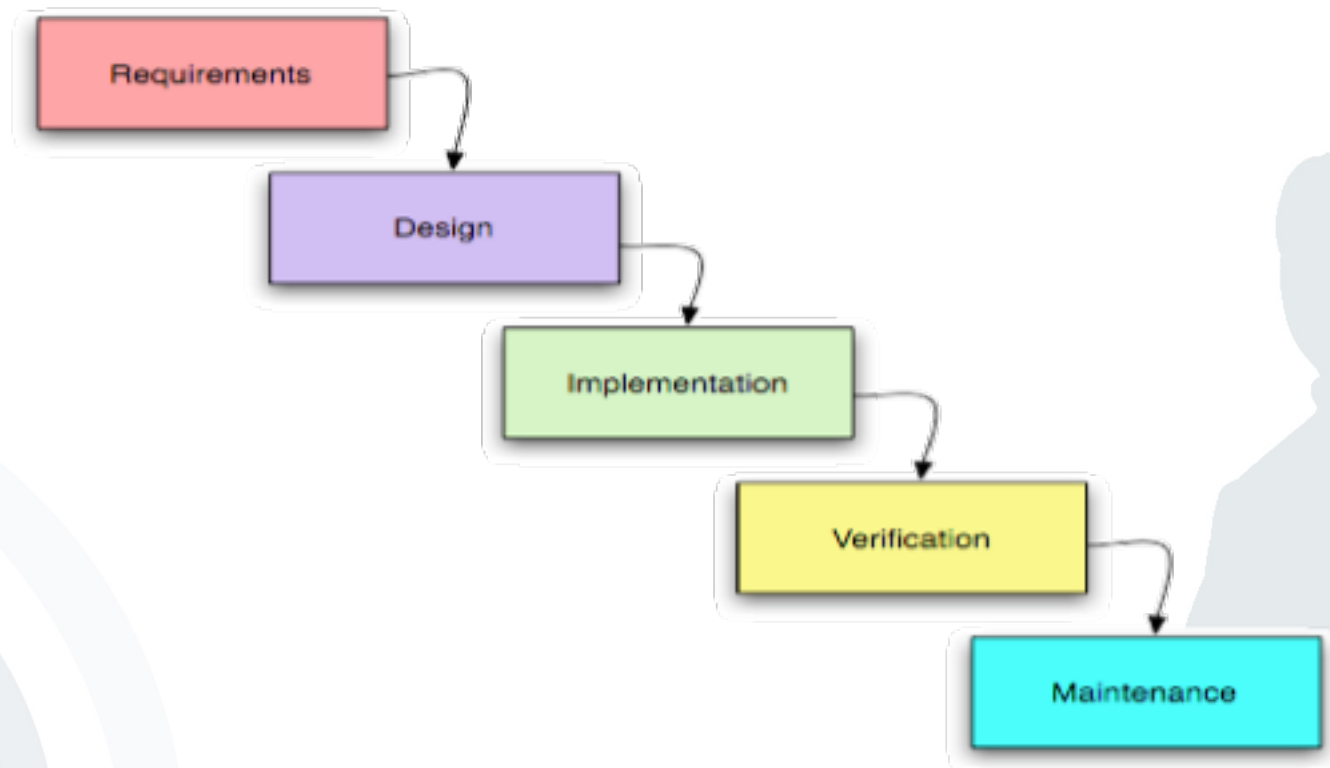 Requirements
Design
Implementation
Verification
Maintenance